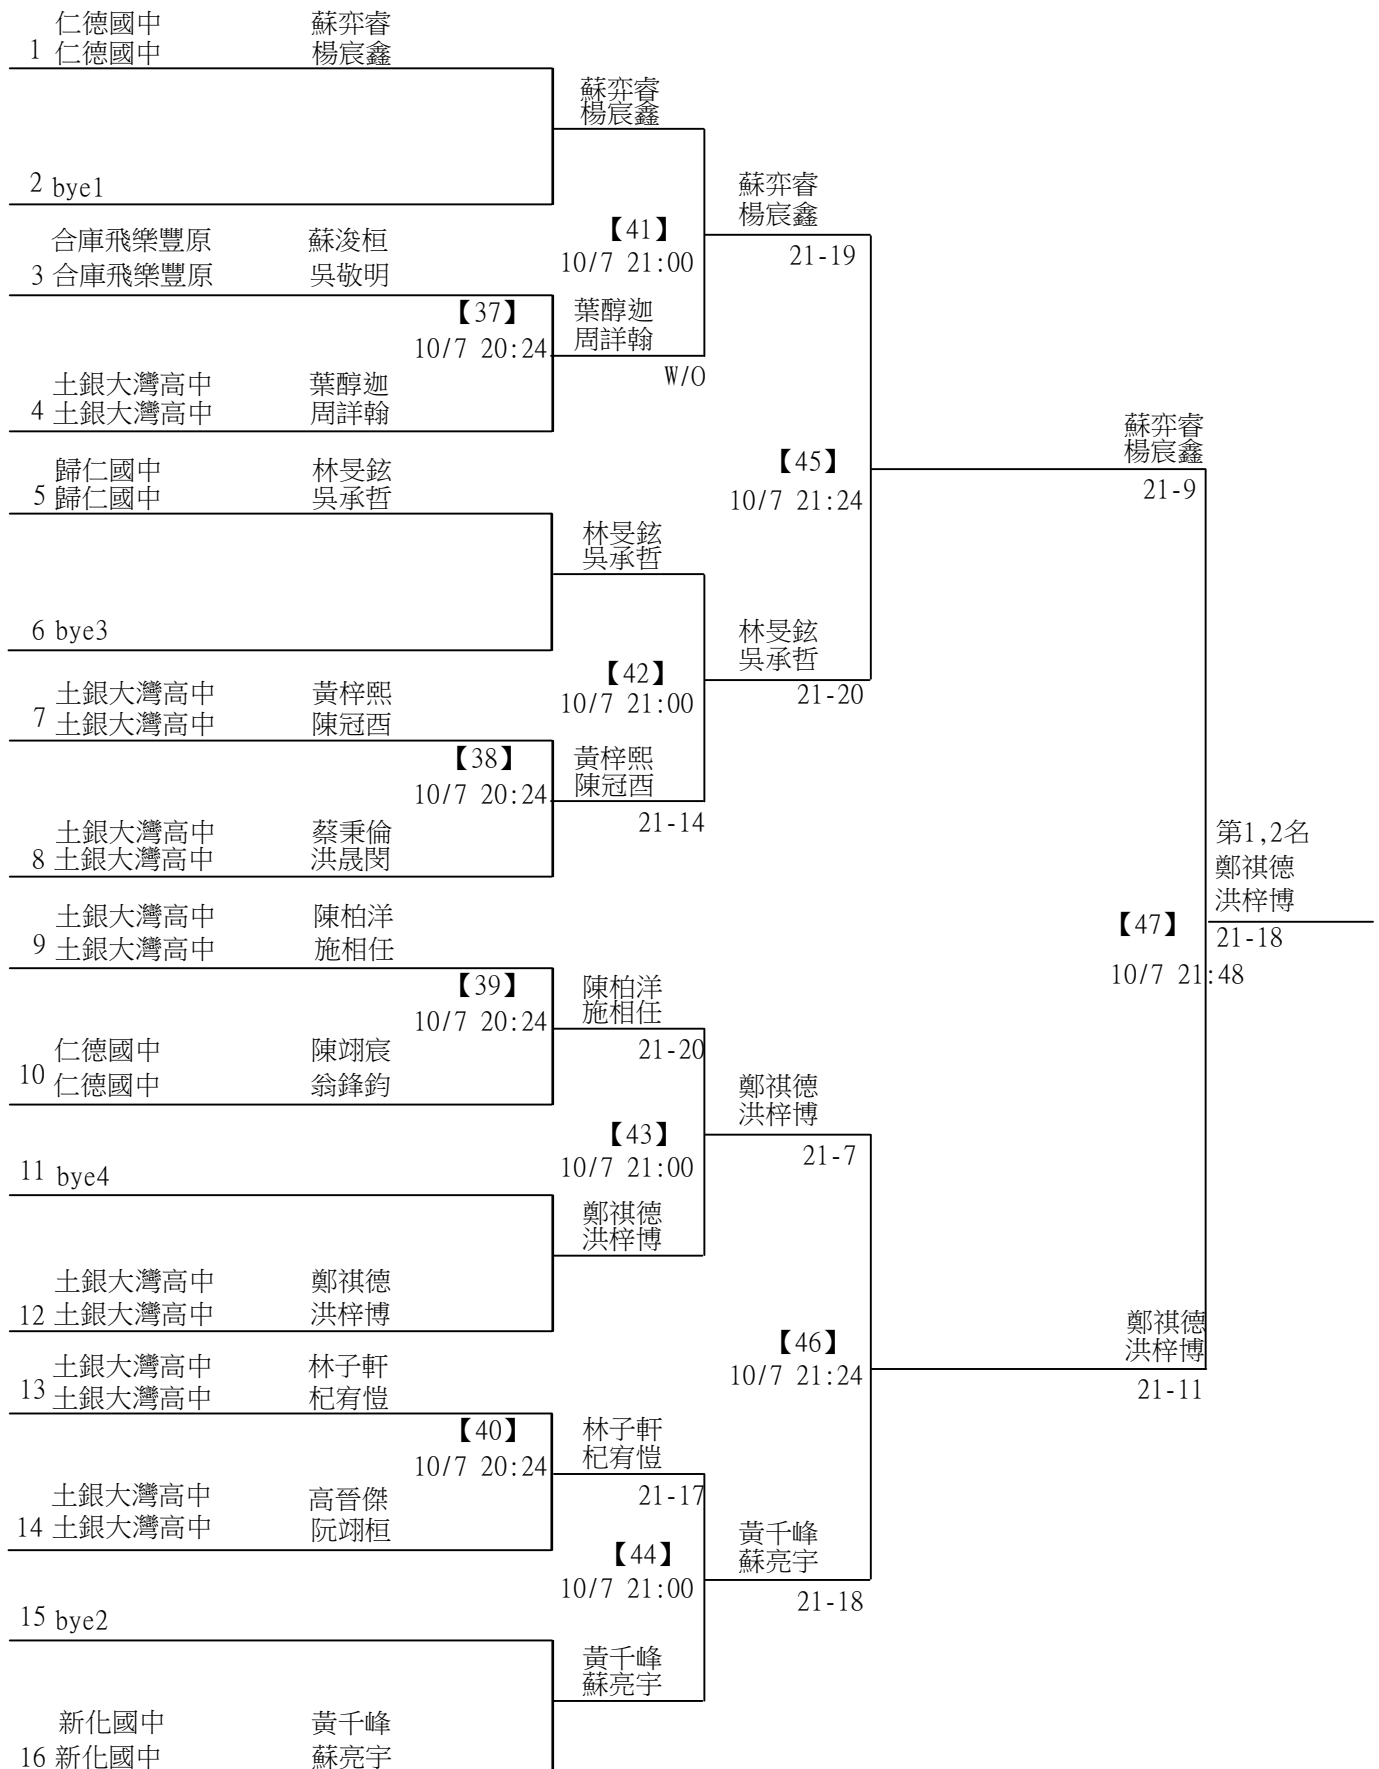 仁德國中 蘇弈睿
1 仁德國中 楊宸鑫
蘇弈睿
楊宸鑫
2 bye1
蘇弈睿
楊宸鑫
21-19
合庫飛樂豐原 蘇浚桓
3 合庫飛樂豐原 吳敬明
【41】
10/7 21:00
【37】
10/7 20:24
葉醇迦
周詳翰
W/O
土銀大灣高中 葉醇迦
4 土銀大灣高中 周詳翰
蘇弈睿
楊宸鑫
21-9
【45】
10/7 21:24
歸仁國中 林旻鉉
5 歸仁國中 吳承哲
林旻鉉
吳承哲
6 bye3
林旻鉉
吳承哲
21-20
【42】
10/7 21:00
土銀大灣高中 黃梓熙
7 土銀大灣高中 陳冠酉
【38】
10/7 20:24
黃梓熙
陳冠酉
21-14
土銀大灣高中 蔡秉倫
8 土銀大灣高中 洪晟閔
第1,2名
鄭祺德
洪梓博
21-18
【47】
10/7 21:48
土銀大灣高中 陳柏洋
9 土銀大灣高中 施相任
【39】
10/7 20:24
陳柏洋
施相任
21-20
仁德國中 陳翊宸
10 仁德國中 翁鋒鈞
鄭祺德
洪梓博
21-7
【43】
10/7 21:00
11 bye4
鄭祺德
洪梓博
土銀大灣高中 鄭祺德
12 土銀大灣高中 洪梓博
【46】
10/7 21:24
鄭祺德
洪梓博
21-11
土銀大灣高中 林子軒
13 土銀大灣高中 杞宥愷
【40】
10/7 20:24
林子軒
杞宥愷
21-17
土銀大灣高中 高晉傑
14 土銀大灣高中 阮翊桓
【44】
10/7 21:00
黃千峰
蘇亮宇
21-18
15 bye2
黃千峰
蘇亮宇
新化國中 黃千峰
16 新化國中 蘇亮宇